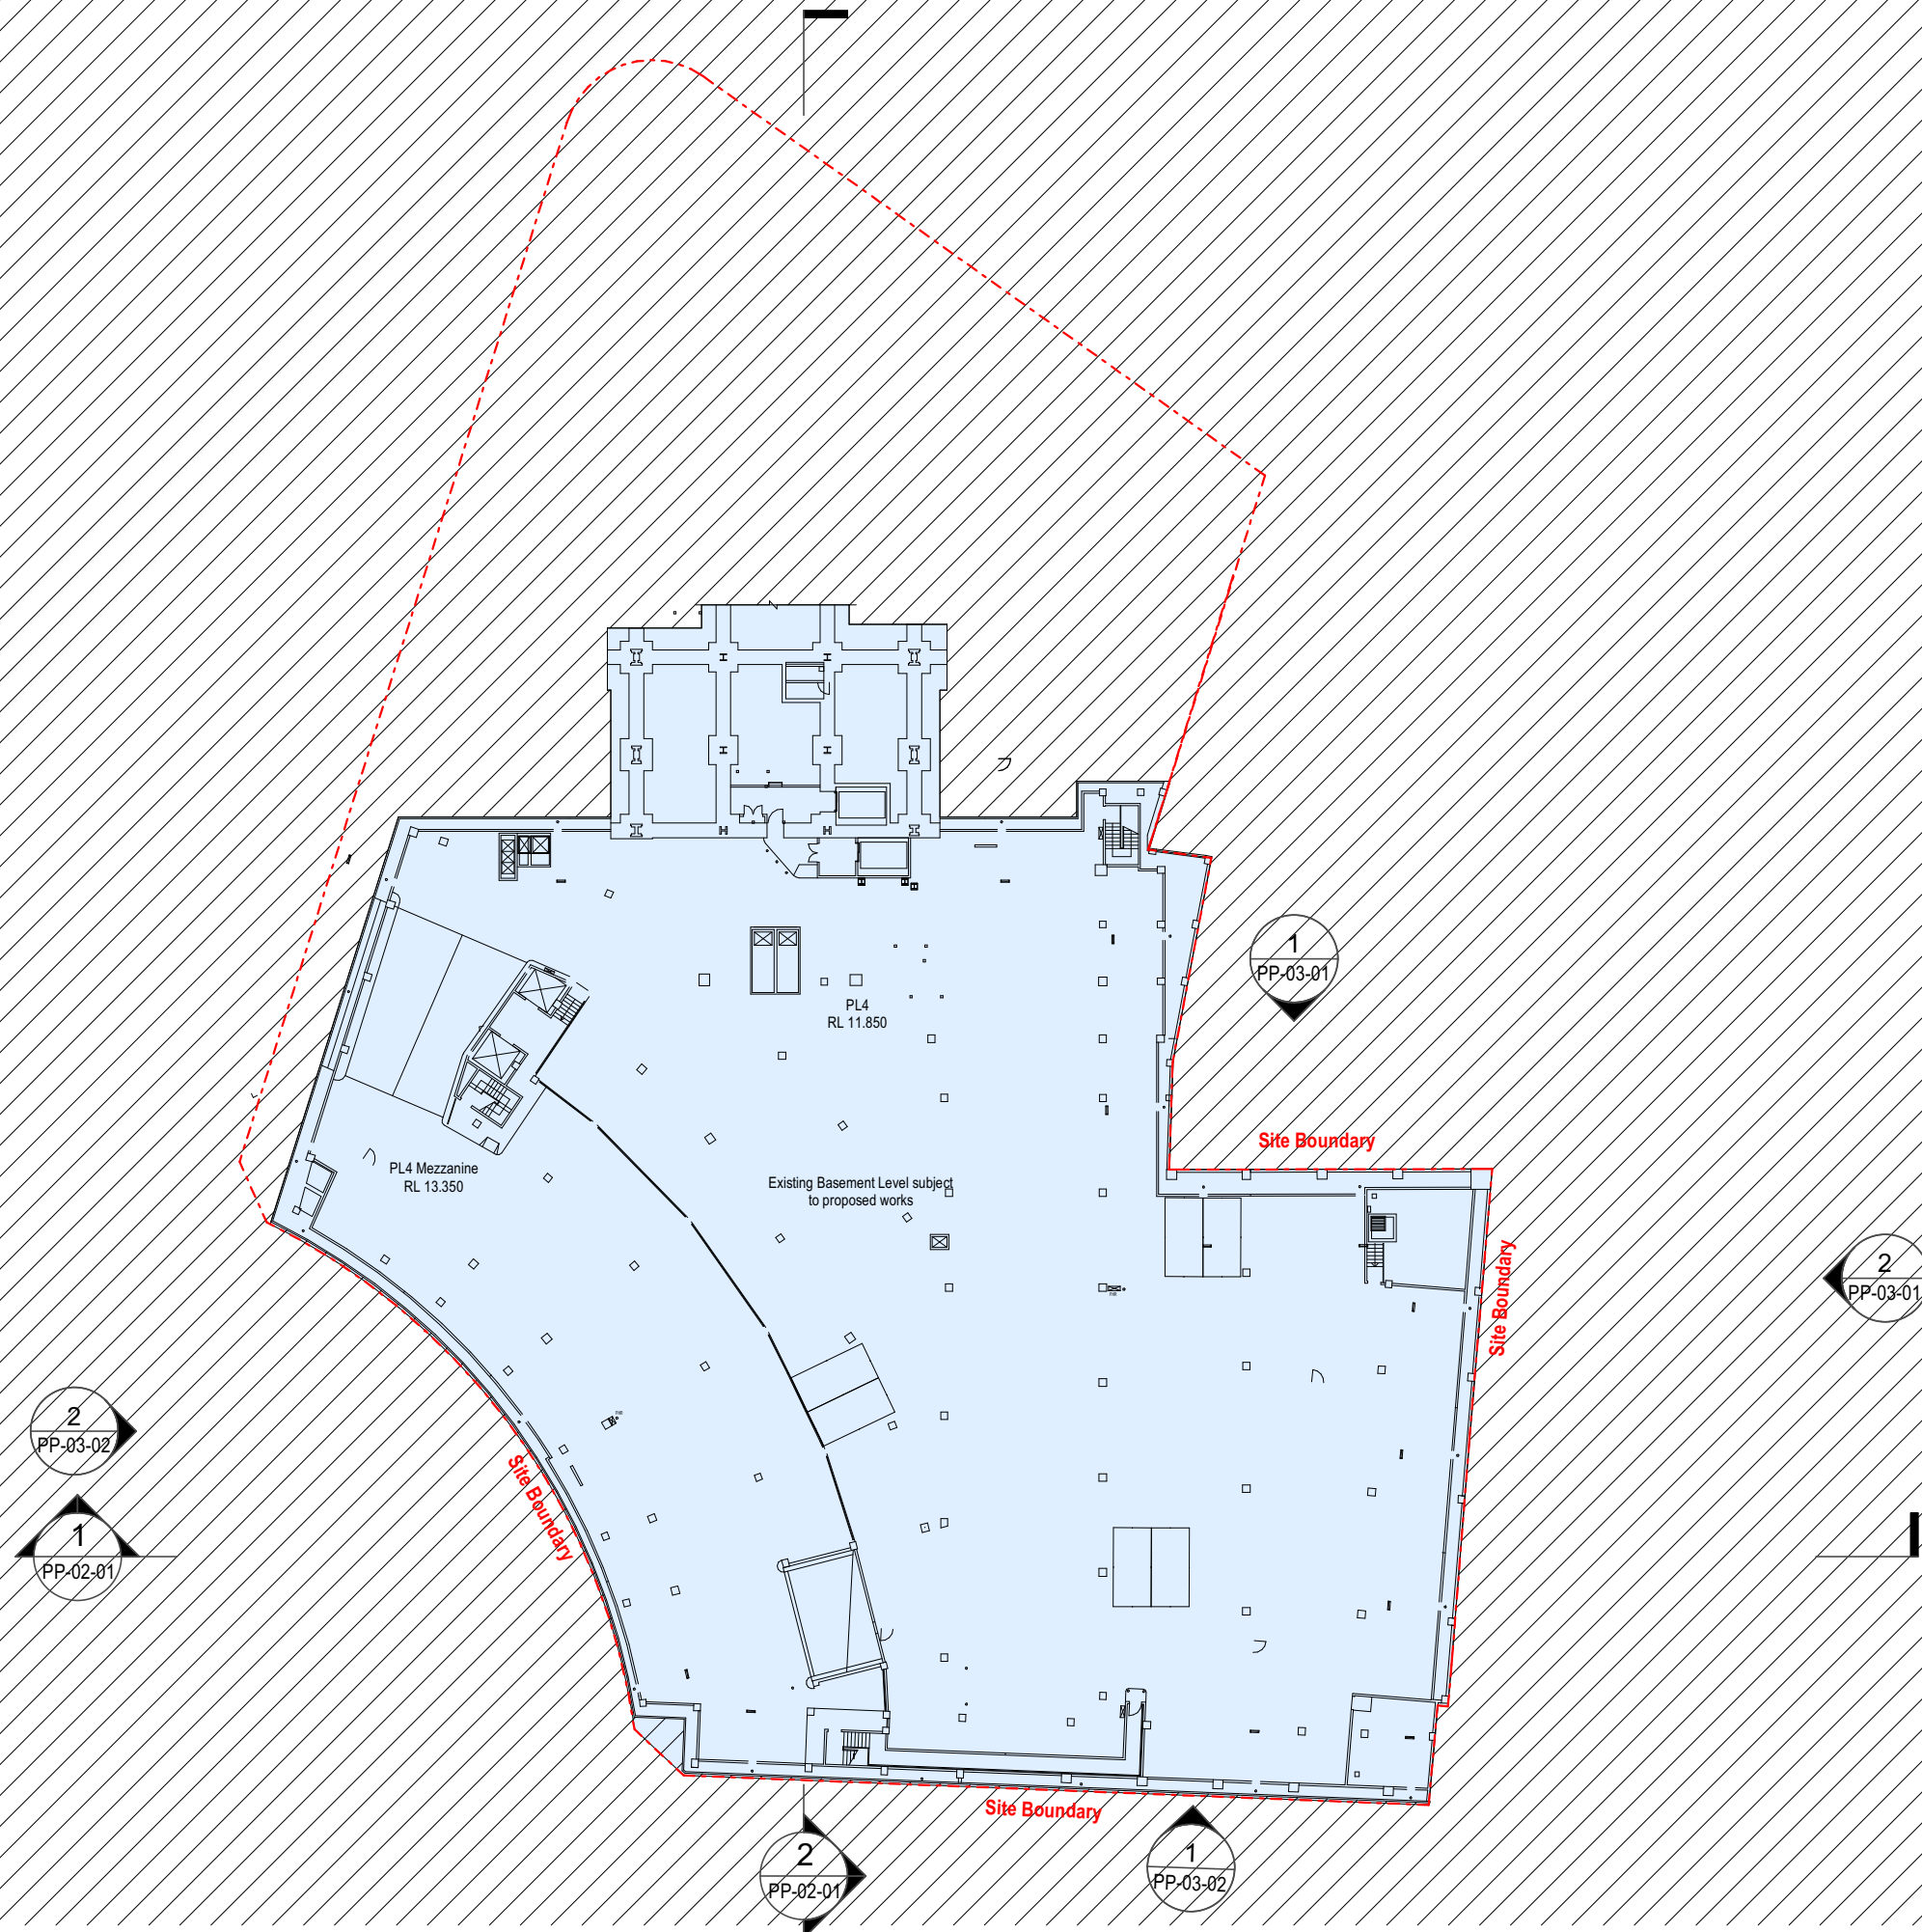 1
PP-03-01
PL4
RL 11.850
Site Boundary
PL4 Mezzanine
RL 13.350
Existing Basement Level subject
to proposed works
Site Boundary
2
PP-03-01
2
PP-03-02
Site Boundary
1
PP-02-01
Site Boundary
2
PP-02-01
1
PP-03-02